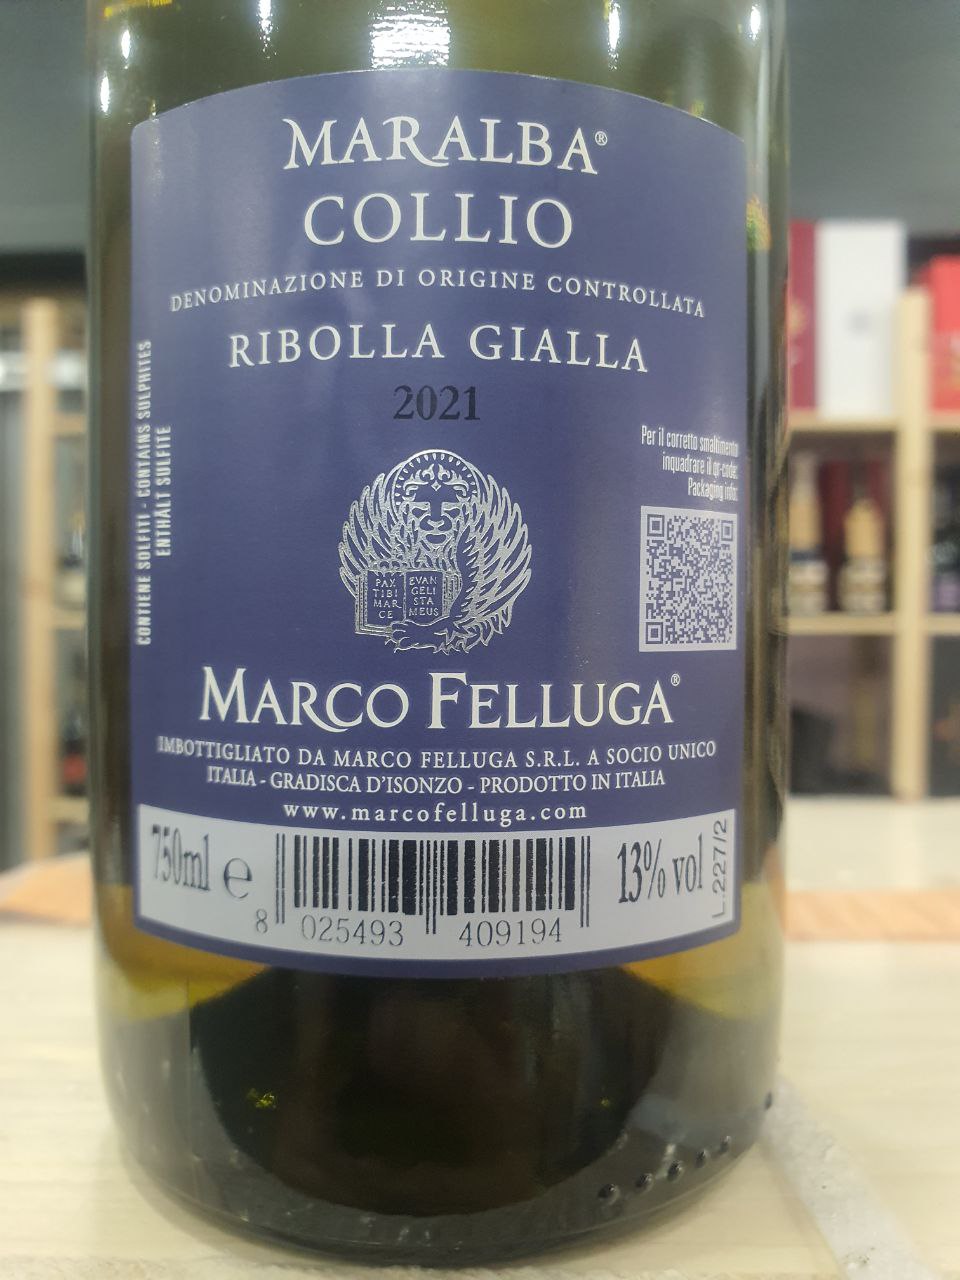 MARALBA®
COLLIO
DENOMINAZIONE DI ORIGINE CONTROLLATA
RIBOLLA GIALLA
2021
CONTIENE SOLFITI - CONTAINS SULPHITES
ENTHÄLT SULFITE
Per il corretto smaltimento
inquadrare il qr-code:
Packaging info:
PAX
TIBI
MAR
CE
EVAN
GELI
STA
MEUS
MARCO FELLUGA®
IMBOTTIGLIATO DA MARCO FELLUGA S.R.L. A SOCIO UNICO
ITALIA - GRADISCA D'ISONZO - PRODOTTO IN ITALIA
www.marcofelluga.com
750ml e
8 025493 409194
13% vol
L.227/2